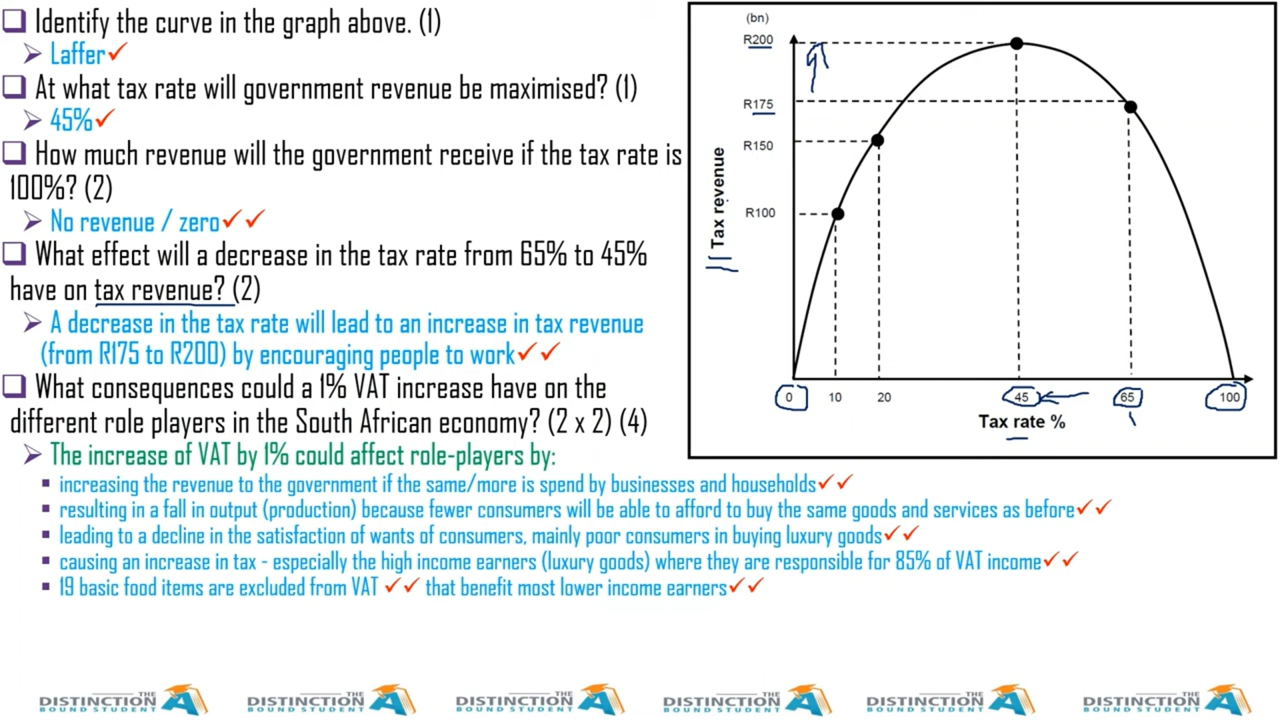 Identify the curve in the graph above. (1)
Laffer
At what tax rate will government revenue be maximised? (1)
45%
How much revenue will the government receive if the tax rate is
100%? (2)
No revenue / zero
What effect will a decrease in the tax rate from 65% to 45%
have on tax revenue? (2)
A decrease in the tax rate will lead to an increase in tax revenue
(from R175 to R200) by encouraging people to work
What consequences could a 1% VAT increase have on the
different role players in the South African economy? (2 x 2) (4)
The increase of VAT by 1% could affect role-players by:
increasing the revenue to the government if the same/more is spend by businesses and households
resulting in a fall in output (production) because fewer consumers will be able to afford to buy the same goods and services as before
leading to a decline in the satisfaction of wants of consumers, mainly poor consumers in buying luxury goods
causing an increase in tax - especially the high income earners (luxury goods) where they are responsible for 85% of VAT income
19 basic food items are excluded from VAT that benefit most lower income earners
(bn)
R200
R175
R150
R100
Tax revenue
0 10 20 45 65 100
Tax rate %
THE
DISTINCTION
BOUND STUDENT
THE
DISTINCTION
BOUND STUDENT
THE
DISTINCTION
BOUND STUDENT
THE
DISTINCTION
BOUND STUDENT
THE
DISTINCTION
BOUND STUDENT
THE
DISTINCTION
BOUND STUDENT